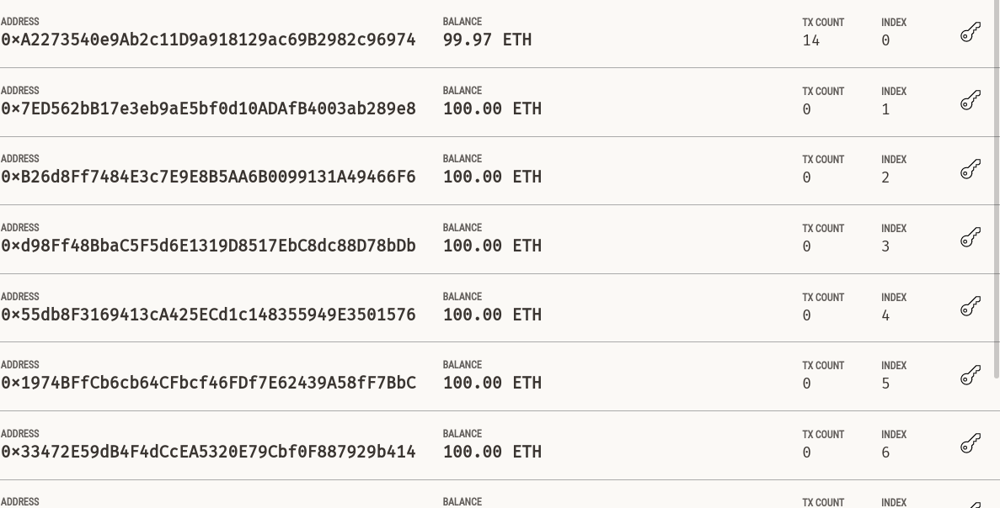 ADDRESS BALANCE TX COUNT INDEX
0xA2273540e9Ab2c11D9a918129ac69B2982c96974 99.97 ETH 14 0
ADDRESS BALANCE TX COUNT INDEX
0x7ED562bB17e3eb9aE5bf0d10ADAfB4003ab289e8 100.00 ETH 0 1
ADDRESS BALANCE TX COUNT INDEX
0xB26d8Ff7484E3c7E9E8B5AA6B0099131A49466F6 100.00 ETH 0 2
ADDRESS BALANCE TX COUNT INDEX
0xd98Ff48BbaC5F5d6E1319D8517EbC8dc88D78bDb 100.00 ETH 0 3
ADDRESS BALANCE TX COUNT INDEX
0x55db8F3169413cA425ECd1c148355949E3501576 100.00 ETH 0 4
ADDRESS BALANCE TX COUNT INDEX
0x1974BFfCb6cb64CFbcf46FDf7E62439A58fF7BbC 100.00 ETH 0 5
ADDRESS BALANCE TX COUNT INDEX
0x33472E59dB4F4dCcEA5320E79Cbf0F887929b414 100.00 ETH 0 6
ADDRESS BALANCE TX COUNT INDEX